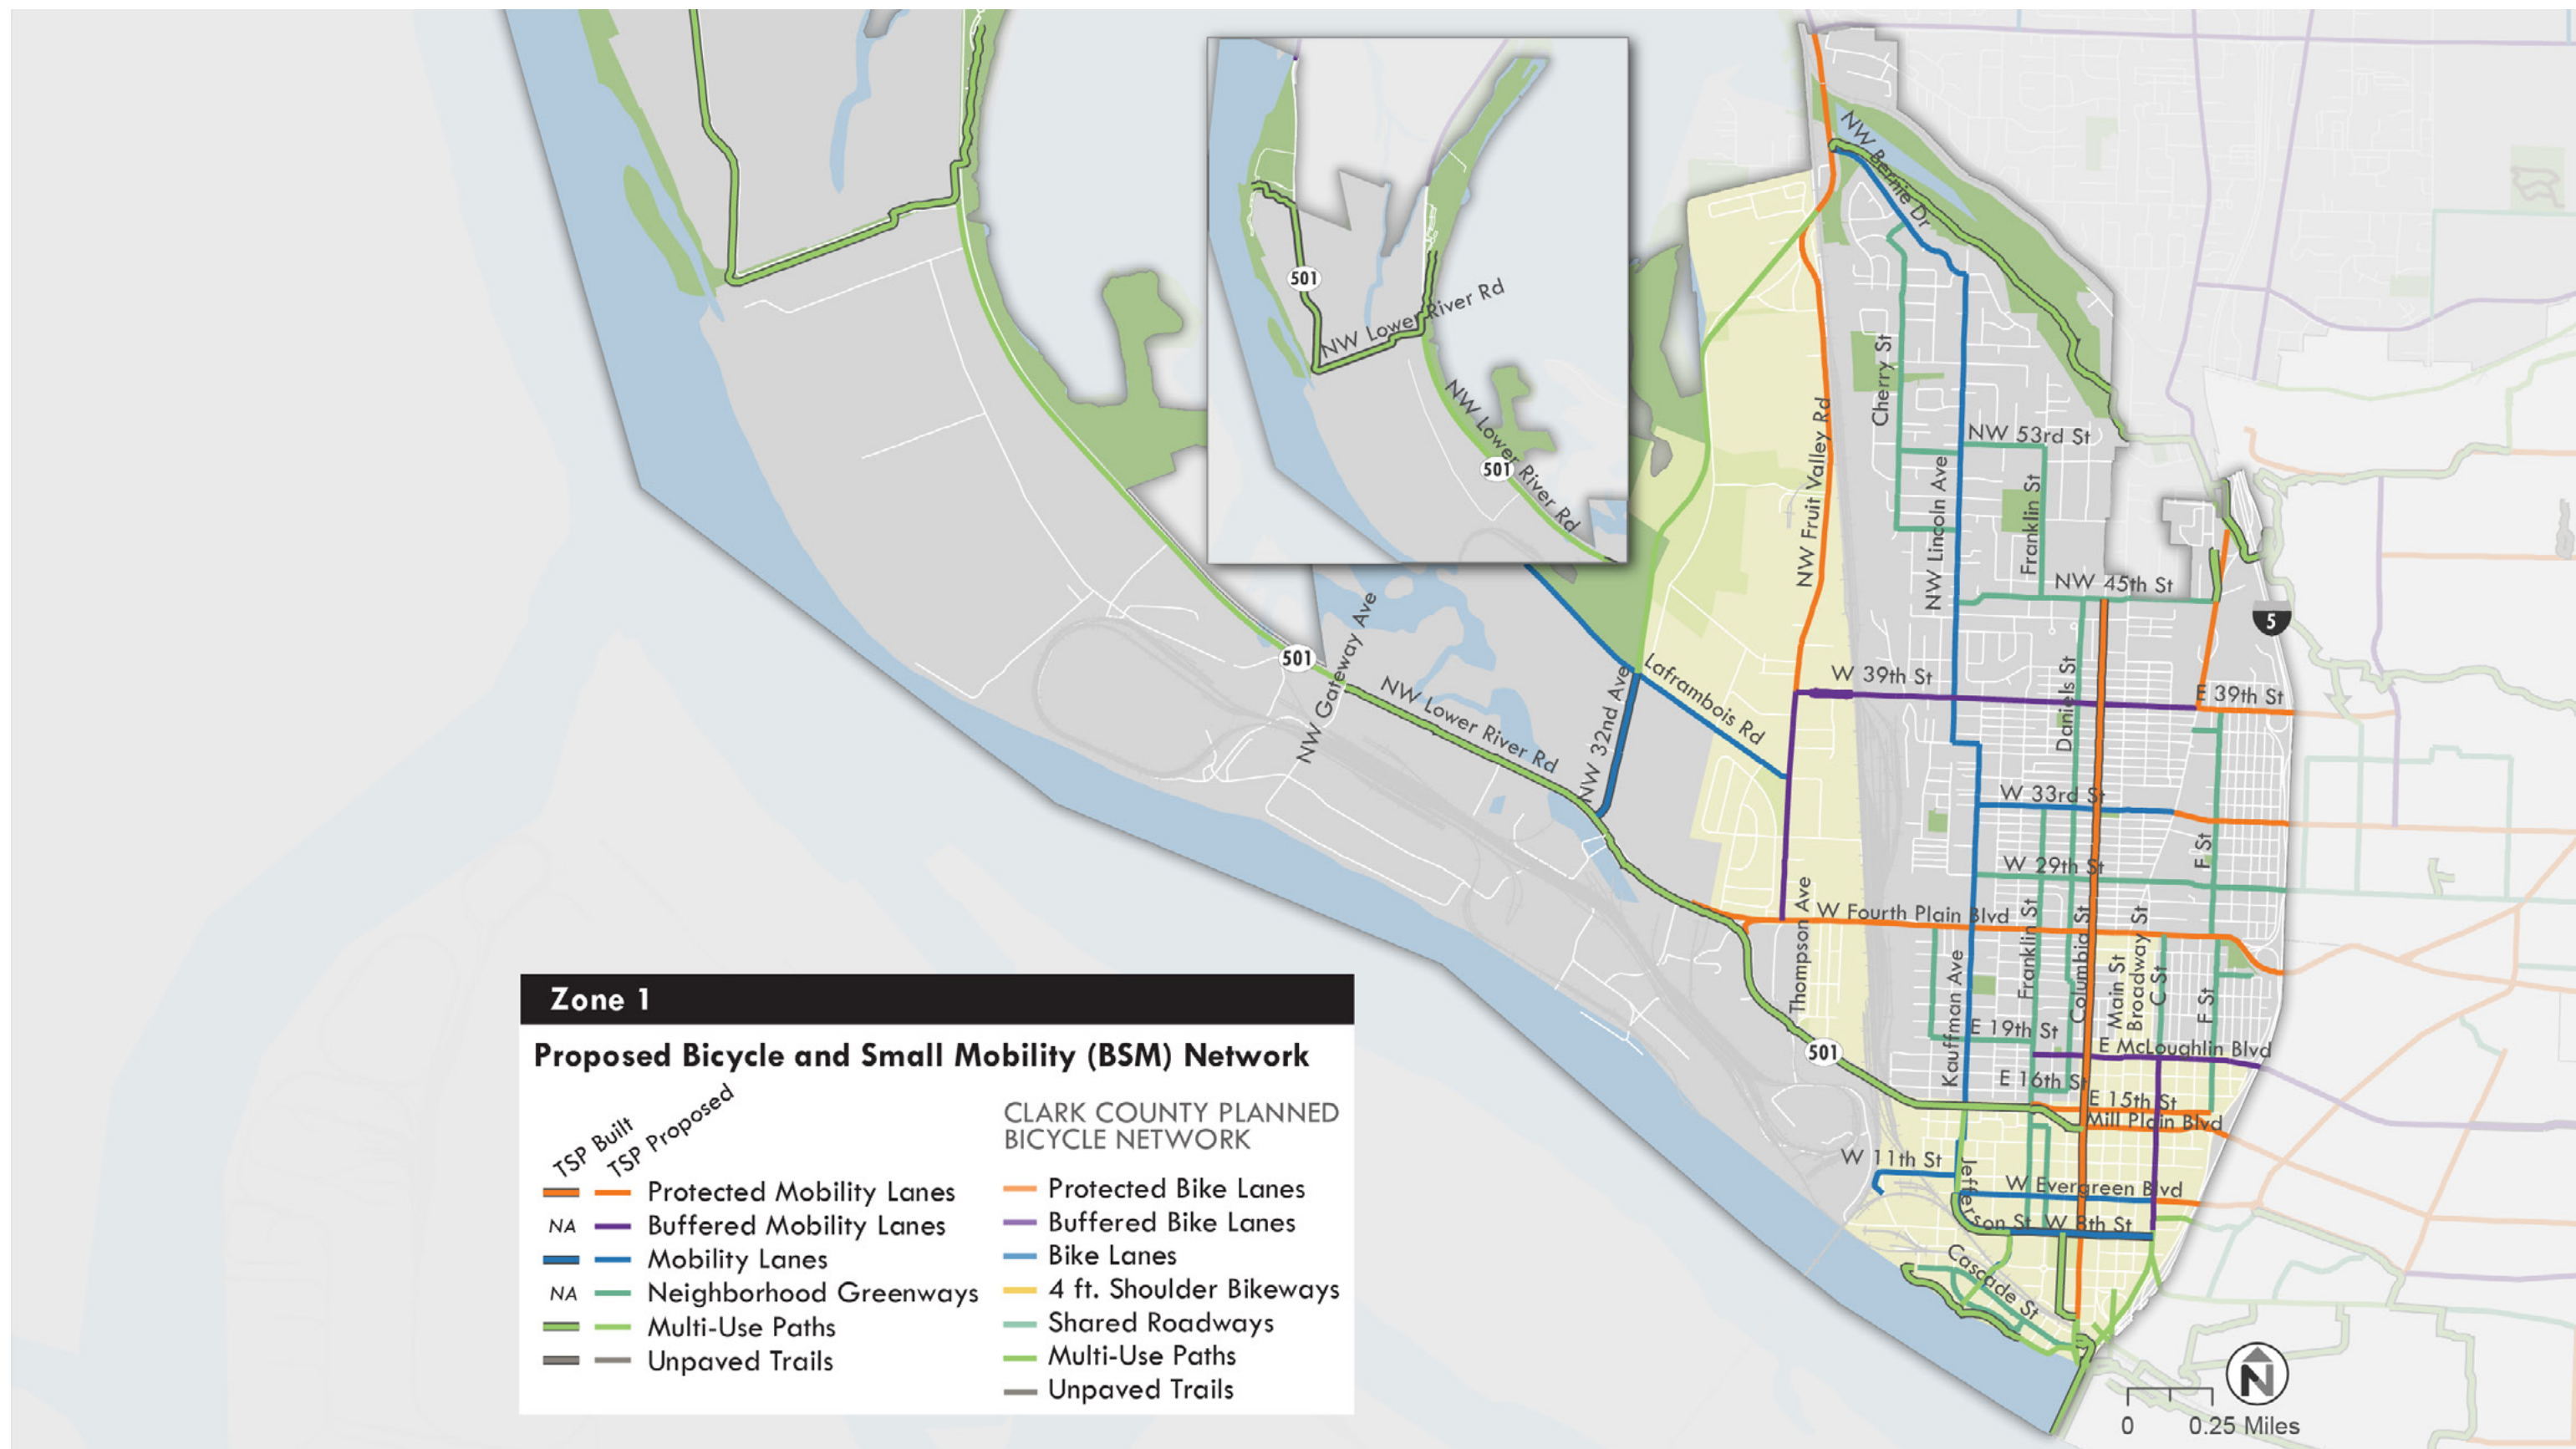 NW Bernie Dr
501
NW Lower River Rd
NW Lower River Rd
501
Cherry St
NW Fruit Valley Rd
NW 53rd St
NW Lincoln Ave
Franklin St
NW 45th St
5
501
NW Gateway Ave
NW Lower River Rd
NW 32nd Ave
Laframbois Rd
W 39th St
Daniels St
E 39th St
W 33rd St
F St
W 29th St
Thompson Ave
W Fourth Plain Blvd
Kauffman Ave
Franklin St
Columbia St
Main St
Broadway St
C St
F St
E 19th St
E McLoughlin Blvd
501
E 16th St
E 15th St
Mill Plain Blvd
W 11th St
Jefferson St
W Evergreen Blvd
W 8th St
Cascade St
Zone 1
Proposed Bicycle and Small Mobility (BSM) Network
TSP Built
TSP Proposed
Protected Mobility Lanes
NA Buffered Mobility Lanes
Mobility Lanes
NA Neighborhood Greenways
Multi-Use Paths
Unpaved Trails
CLARK COUNTY PLANNED
BICYCLE NETWORK
Protected Bike Lanes
Buffered Bike Lanes
Bike Lanes
4 ft. Shoulder Bikeways
Shared Roadways
Multi-Use Paths
Unpaved Trails
N
0 0.25 Miles